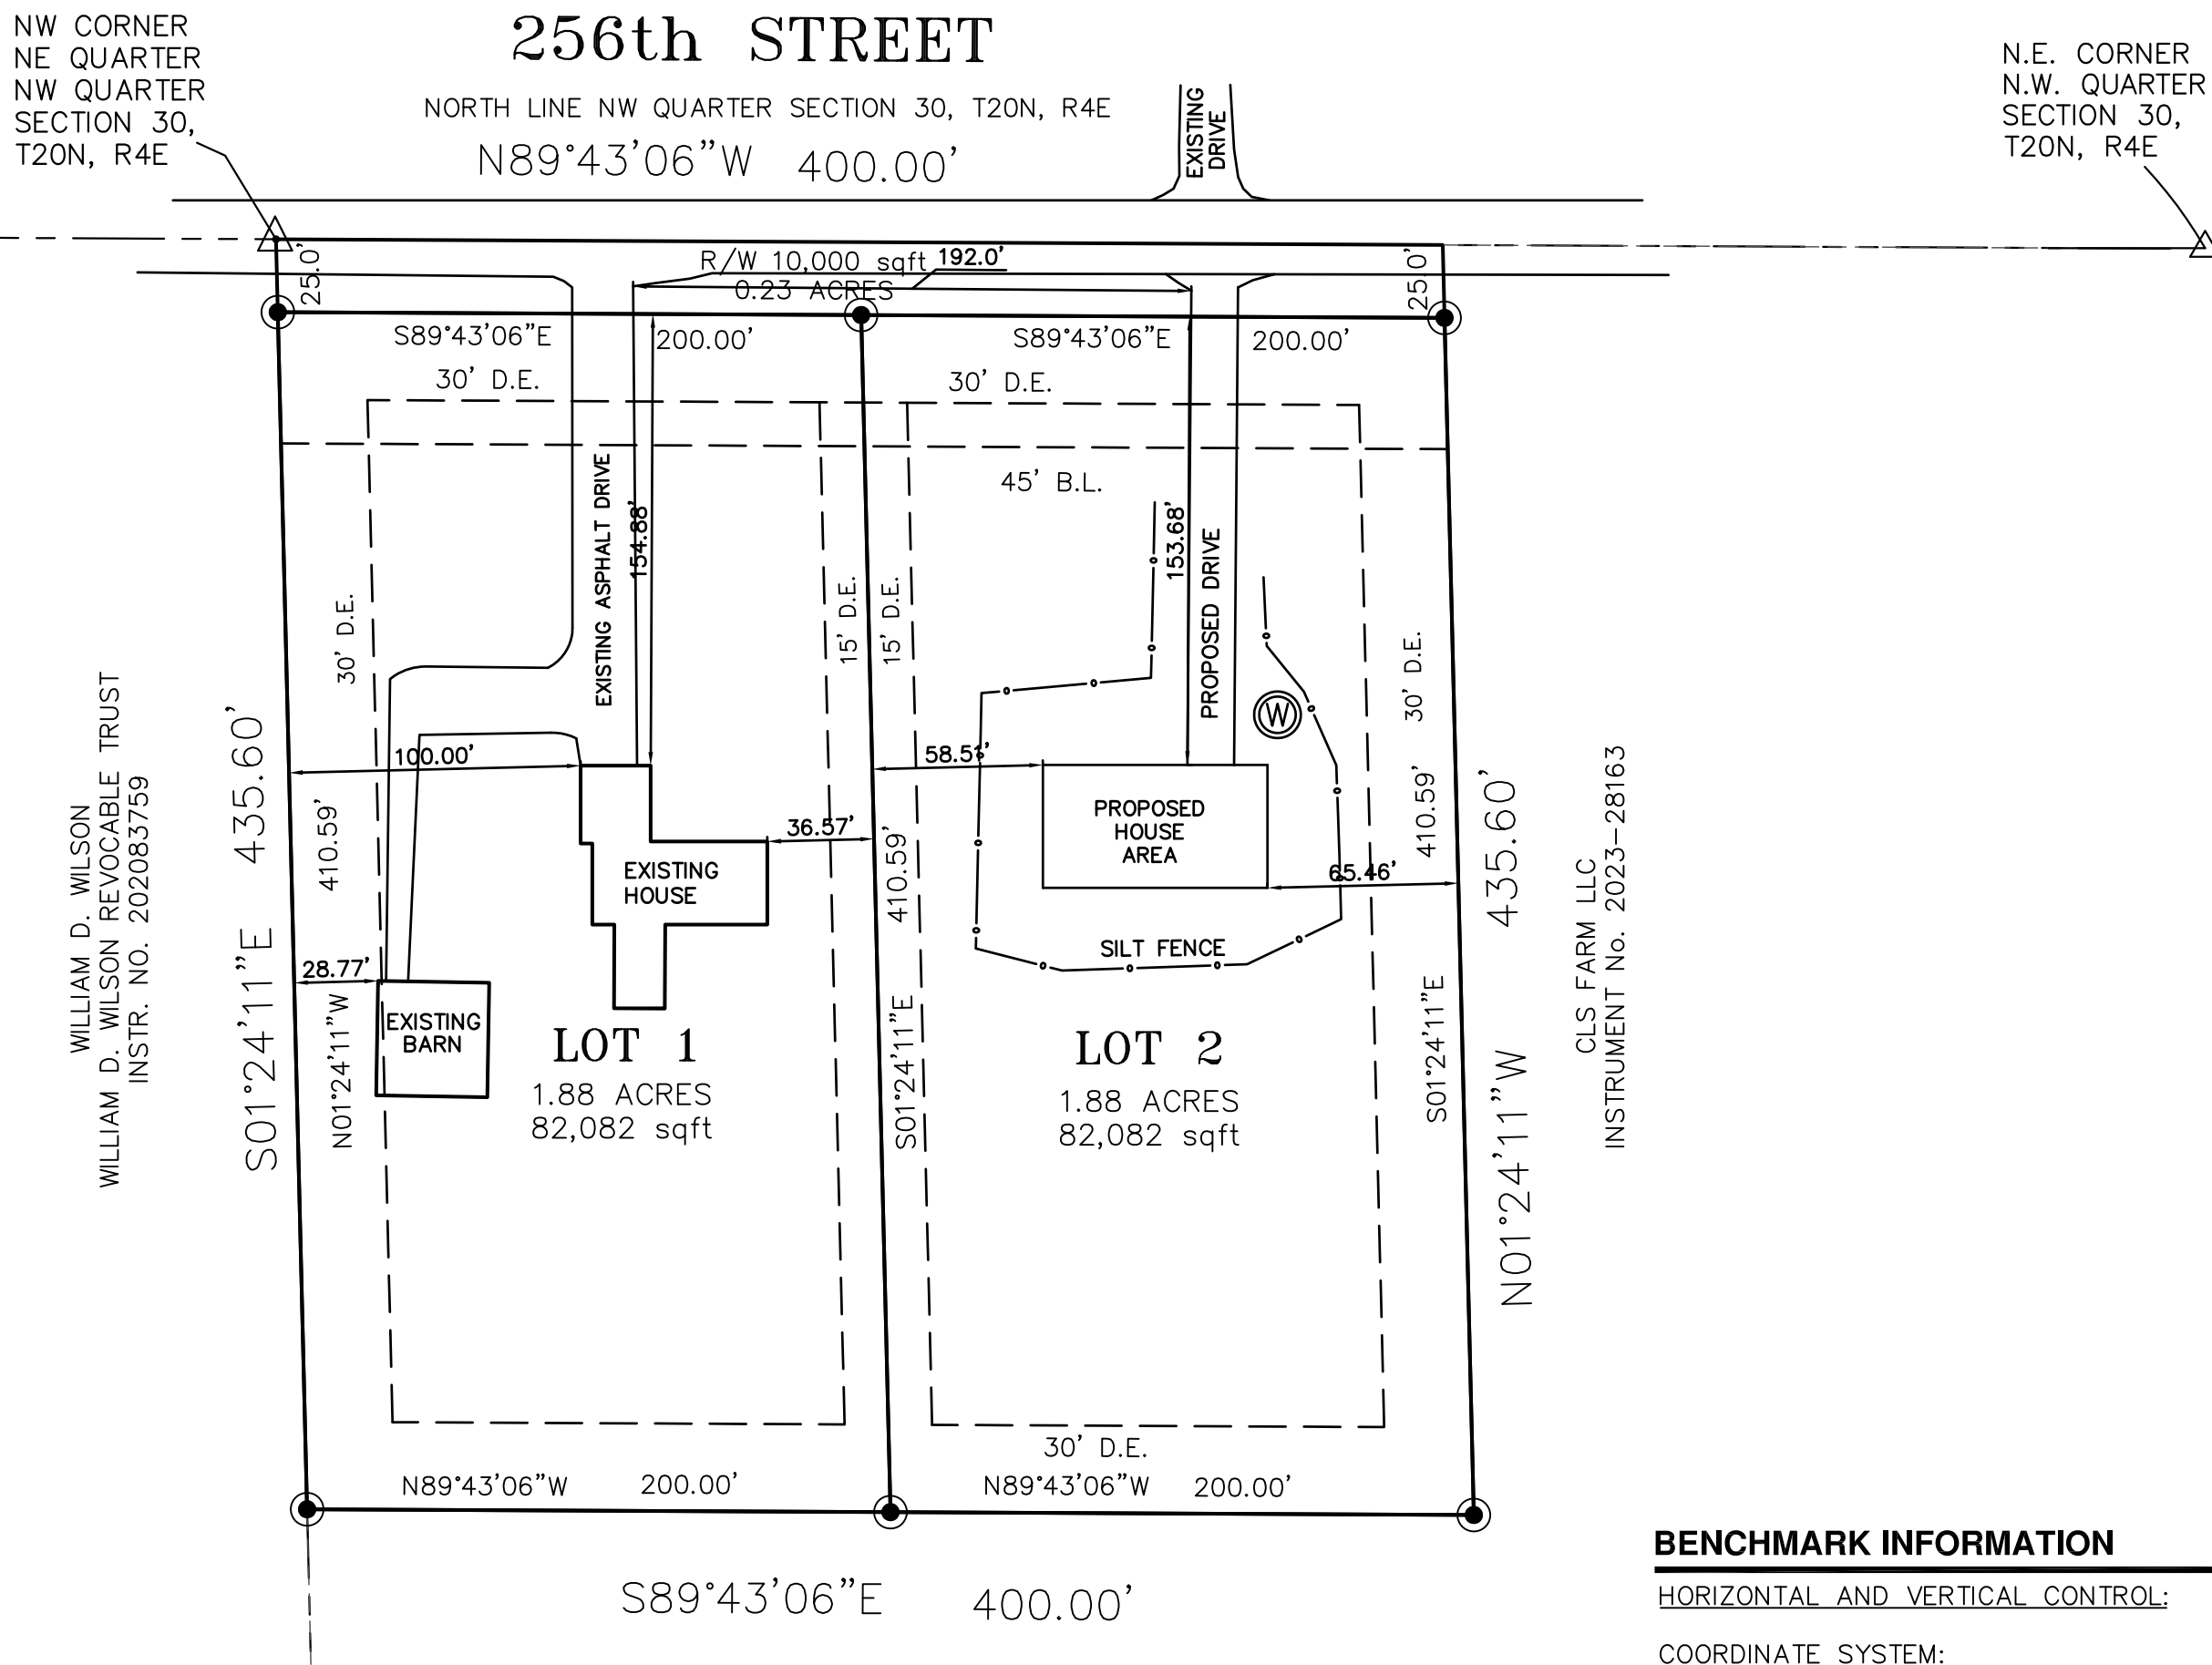 NW CORNER
NE QUARTER
NW QUARTER
SECTION 30,
T20N, R4E
256th STREET
NORTH LINE NW QUARTER SECTION 30, T20N, R4E
N89°43'06"W 400.00'
EXISTING
DRIVE
N.E. CORNER
N.W. QUARTER
SECTION 30,
T20N, R4E
25.0'
R/W 10,000 sqft
0.23 ACRES
192.0'
25.0'
S89°43'06"E 200.00'
S89°43'06"E 200.00'
30' D.E.
30' D.E.
45' B.L.
EXISTING ASPHALT DRIVE
154.88'
153.68'
PROPOSED DRIVE
30' D.E.
15' D.E.
15' D.E.
30' D.E.
W
WILLIAM D. WILSON
WILLIAM D. WILSON REVOCABLE TRUST
INSTR. NO. 2020083759
S01°24'11"E 435.60'
410.59'
N01°24'11"W
100.00'
58.51'
36.57'
65.46'
28.77'
EXISTING
HOUSE
PROPOSED
HOUSE
AREA
EXISTING
BARN
SILT FENCE
410.59'
S01°24'11"E
410.59'
S01°24'11"E
435.60'
N01°24'11"W
CLS FARM LLC
INSTRUMENT No. 2023-28163
LOT 1
1.88 ACRES
82,082 sqft
LOT 2
1.88 ACRES
82,082 sqft
30' D.E.
N89°43'06"W 200.00'
N89°43'06"W 200.00'
S89°43'06"E 400.00'
BENCHMARK INFORMATION
HORIZONTAL AND VERTICAL CONTROL:
COORDINATE SYSTEM: